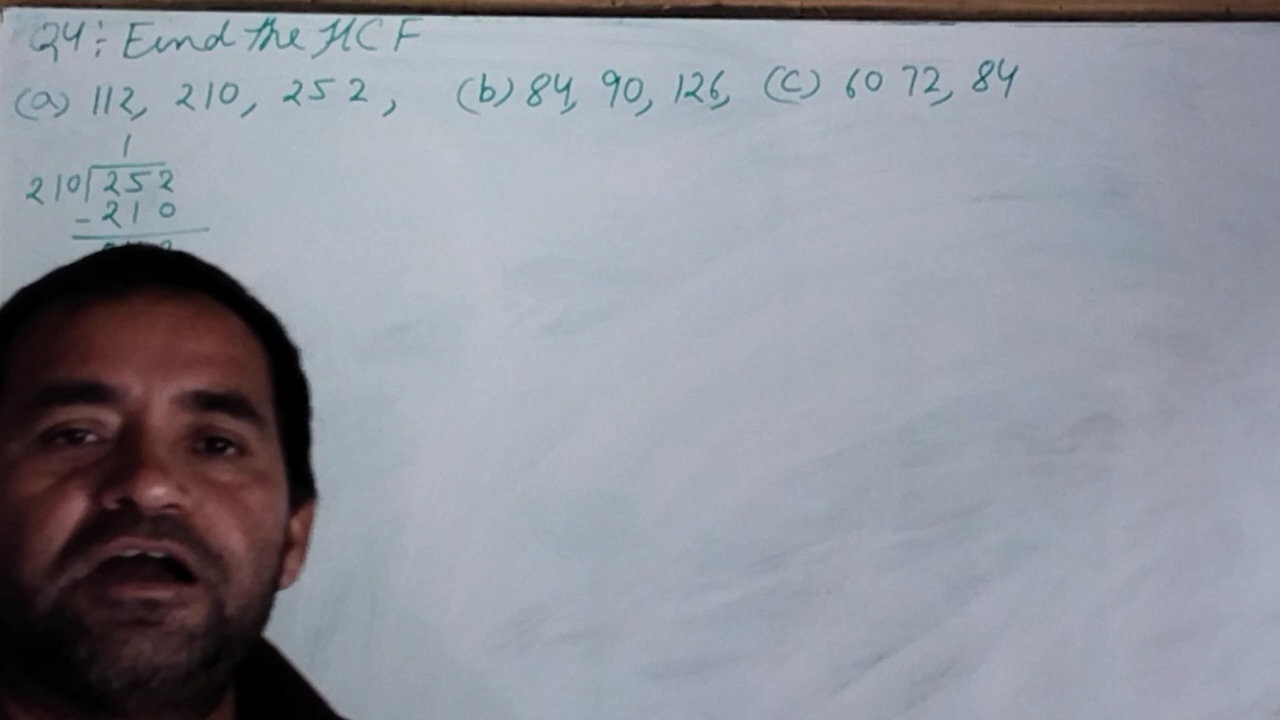 Q4÷ Find the HCF
(a) 112, 210, 252, (b) 84, 90, 126, (c) 60 72, 84
1
210 252
- 210